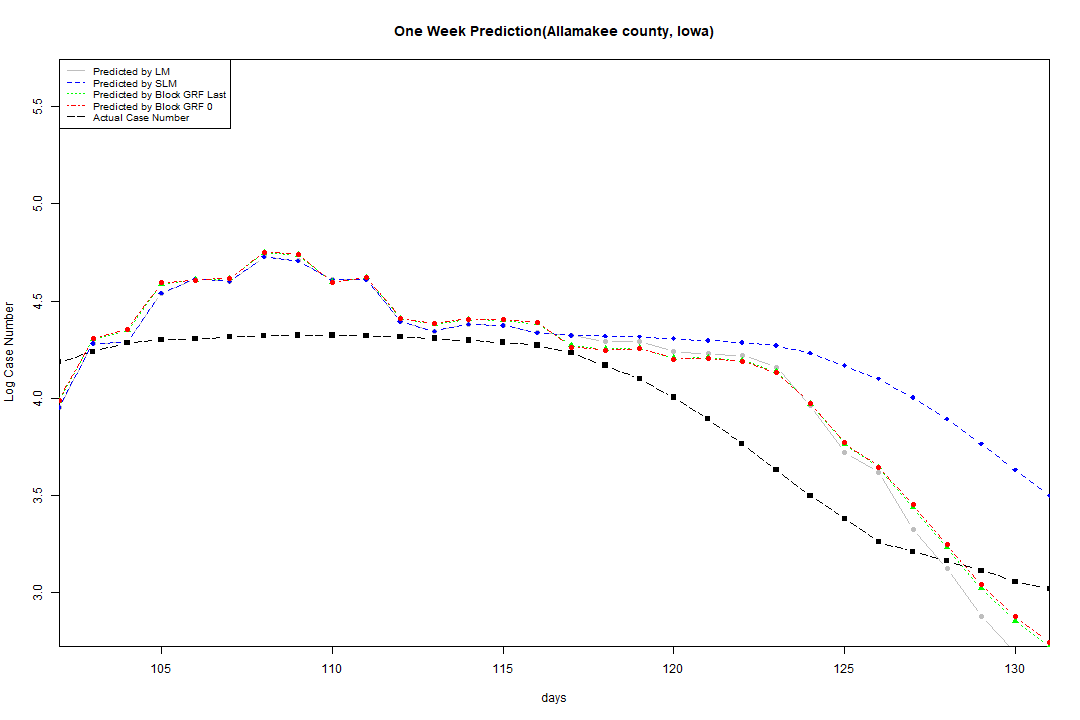 One Week Prediction(Allamakee county, Iowa)
Predicted by LM
Predicted by SLM
Predicted by Block GRF Last
Predicted by Block GRF 0
Actual Case Number
5.5
5.0
4.5
4.0
3.5
3.0
Log Case Number
105 110 115 120 125 130
days